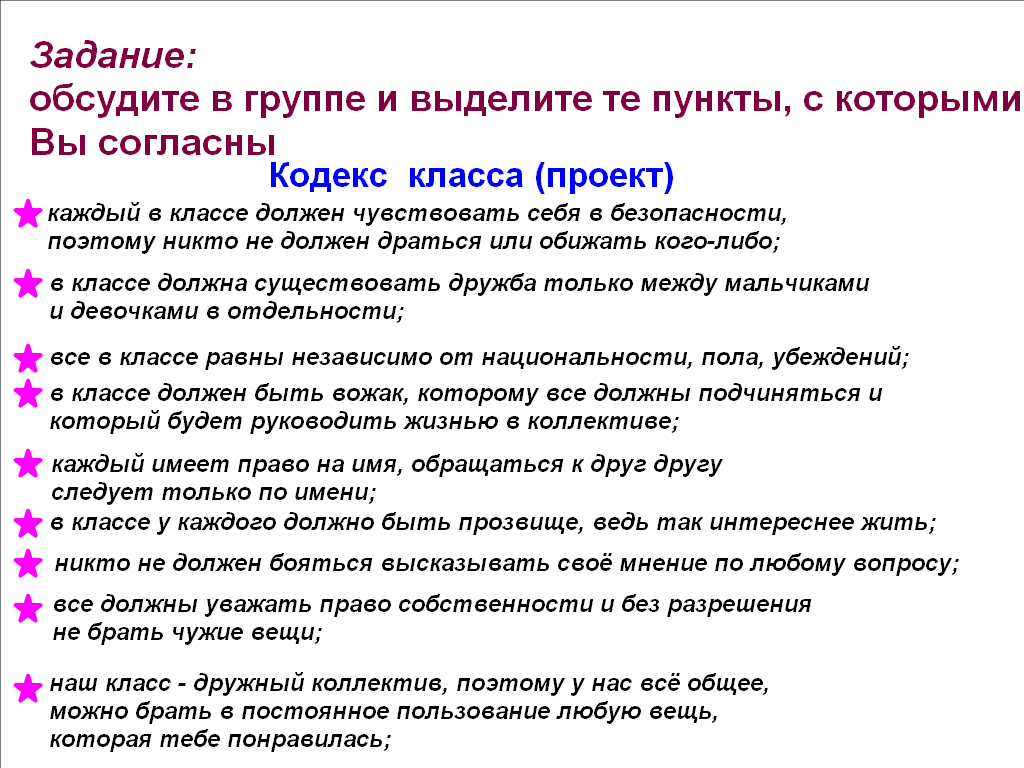 Задание:
обсудите в группе и выделите те пункты, с которыми
Вы согласны
Кодекс класса (проект)
каждый в классе должен чувствовать себя в безопасности,
поэтому никто не должен драться или обижать кого-либо;
в классе должна существовать дружба только между мальчиками
и девочками в отдельности;
все в классе равны независимо от национальности, пола, убеждений;
в классе должен быть вожак, которому все должны подчиняться и
который будет руководить жизнью в коллективе;
каждый имеет право на имя, обращаться к друг другу
следует только по имени;
в классе у каждого должно быть прозвище, ведь так интереснее жить;
никто не должен бояться высказывать своё мнение по любому вопросу;
все должны уважать право собственности и без разрешения
не брать чужие вещи;
наш класс - дружный коллектив, поэтому у нас всё общее,
можно брать в постоянное пользование любую вещь,
которая тебе понравилась;